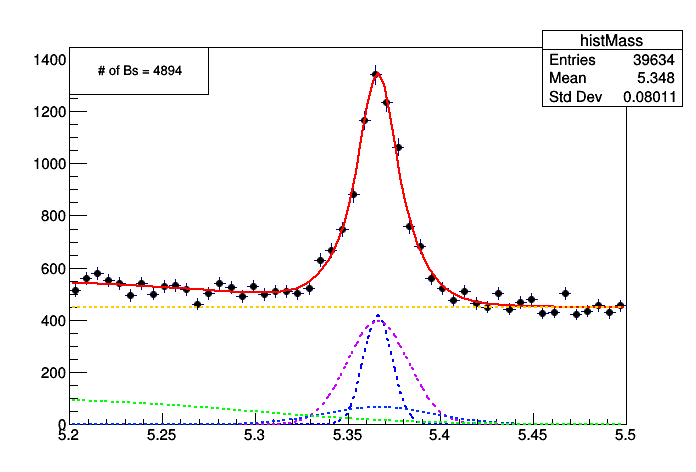 histMass
Entries 39634
Mean 5.348
Std Dev 0.08011
# of Bs = 4894
1400
1200
1000
800
600
400
200
0
5.2 5.25 5.3 5.35 5.4 5.45 5.5